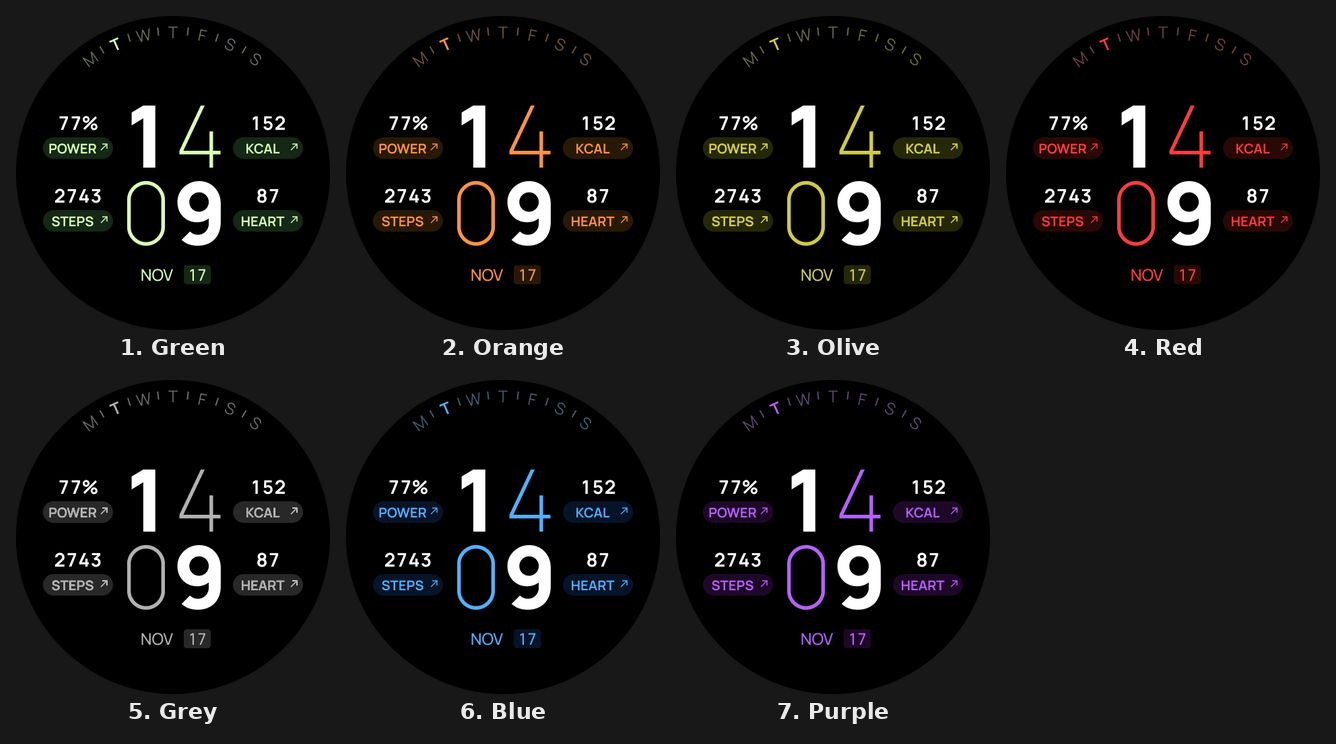 M I T I W I T I F I S I S
77% 14 152
POWER↗ KCAL ↗
2743 09 87
STEPS ↗ HEART ↗
NOV 17
1. Green
M I T I W I T I F I S I S
77% 14 152
POWER↗ KCAL ↗
2743 09 87
STEPS ↗ HEART ↗
NOV 17
2. Orange
M I T I W I T I F I S I S
77% 14 152
POWER↗ KCAL ↗
2743 09 87
STEPS ↗ HEART ↗
NOV 17
3. Olive
M I T I W I T I F I S I S
77% 14 152
POWER↗ KCAL ↗
2743 09 87
STEPS ↗ HEART ↗
NOV 17
4. Red
M I T I W I T I F I S I S
77% 14 152
POWER↗ KCAL ↗
2743 09 87
STEPS ↗ HEART ↗
NOV 17
5. Grey
M I T I W I T I F I S I S
77% 14 152
POWER↗ KCAL ↗
2743 09 87
STEPS ↗ HEART ↗
NOV 17
6. Blue
M I T I W I T I F I S I S
77% 14 152
POWER↗ KCAL ↗
2743 09 87
STEPS ↗ HEART ↗
NOV 17
7. Purple